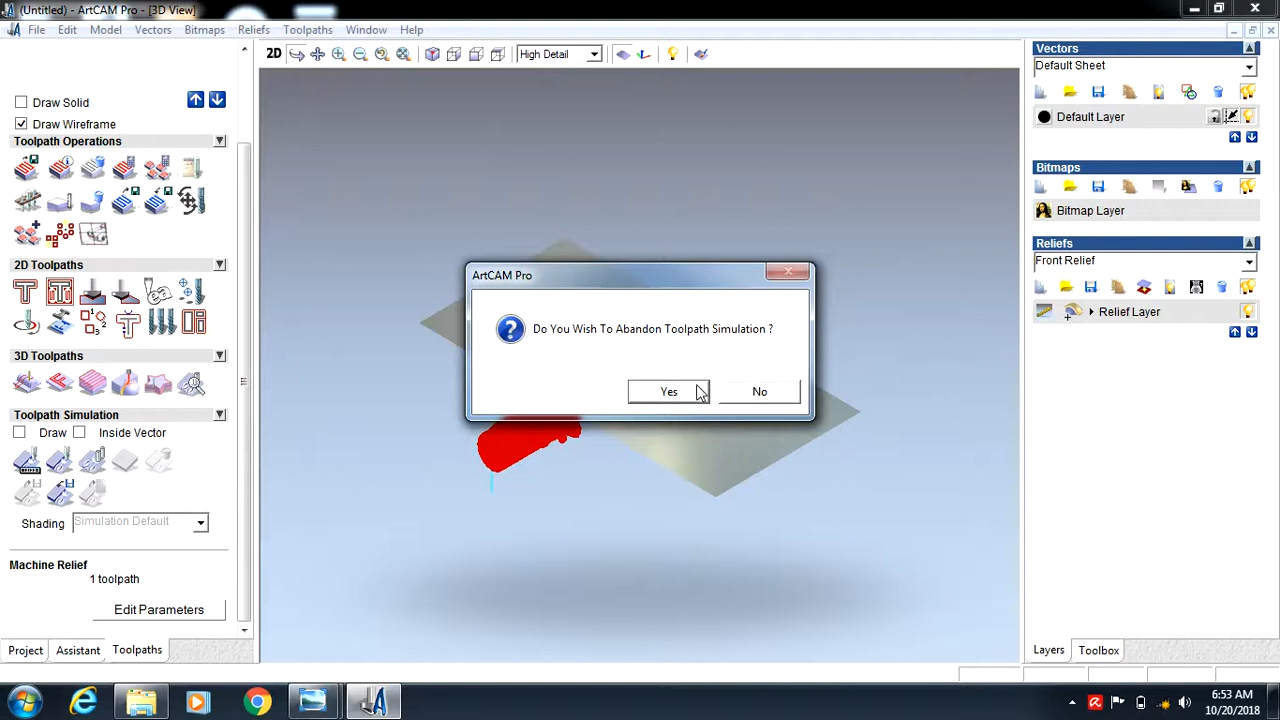 (Untitled) - ArtCAM Pro - [3D View]
File Edit Model Vectors Bitmaps Reliefs Toolpaths Window Help
2D High Detail
Draw Solid
Draw Wireframe
Toolpath Operations
2D Toolpaths
3D Toolpaths
Toolpath Simulation
Draw Inside Vector
Shading Simulation Default
Machine Relief
1 toolpath
Edit Parameters
Project Assistant Toolpaths
ArtCAM Pro
Do You Wish To Abandon Toolpath Simulation ?
Yes No
Vectors
Default Sheet
Default Layer
Bitmaps
Bitmap Layer
Reliefs
Front Relief
Relief Layer
Layers Toolbox
6:53 AM
10/20/2018